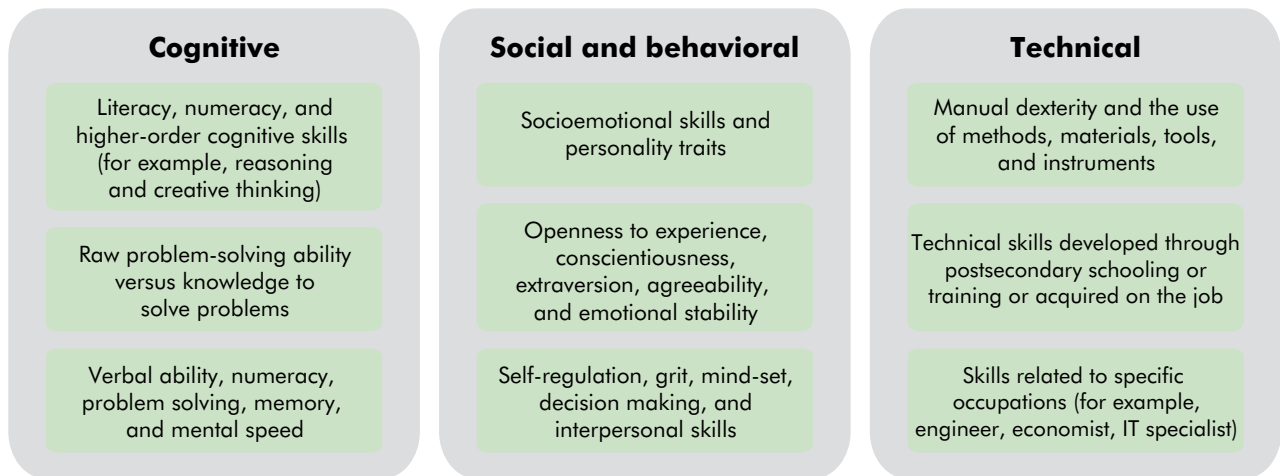 Cognitive
Literacy, numeracy, and
higher-order cognitive skills
(for example, reasoning
and creative thinking)
Raw problem-solving ability
versus knowledge to
solve problems
Verbal ability, numeracy,
problem solving, memory,
and mental speed
Social and behavioral
Socioemotional skills and
personality traits
Openness to experience,
conscientiousness,
extraversion, agreeability,
and emotional stability
Self-regulation, grit, mind-set,
decision making, and
interpersonal skills
Technical
Manual dexterity and the use
of methods, materials, tools,
and instruments
Technical skills developed through
postsecondary schooling or
training or acquired on the job
Skills related to specific
occupations (for example,
engineer, economist, IT specialist)